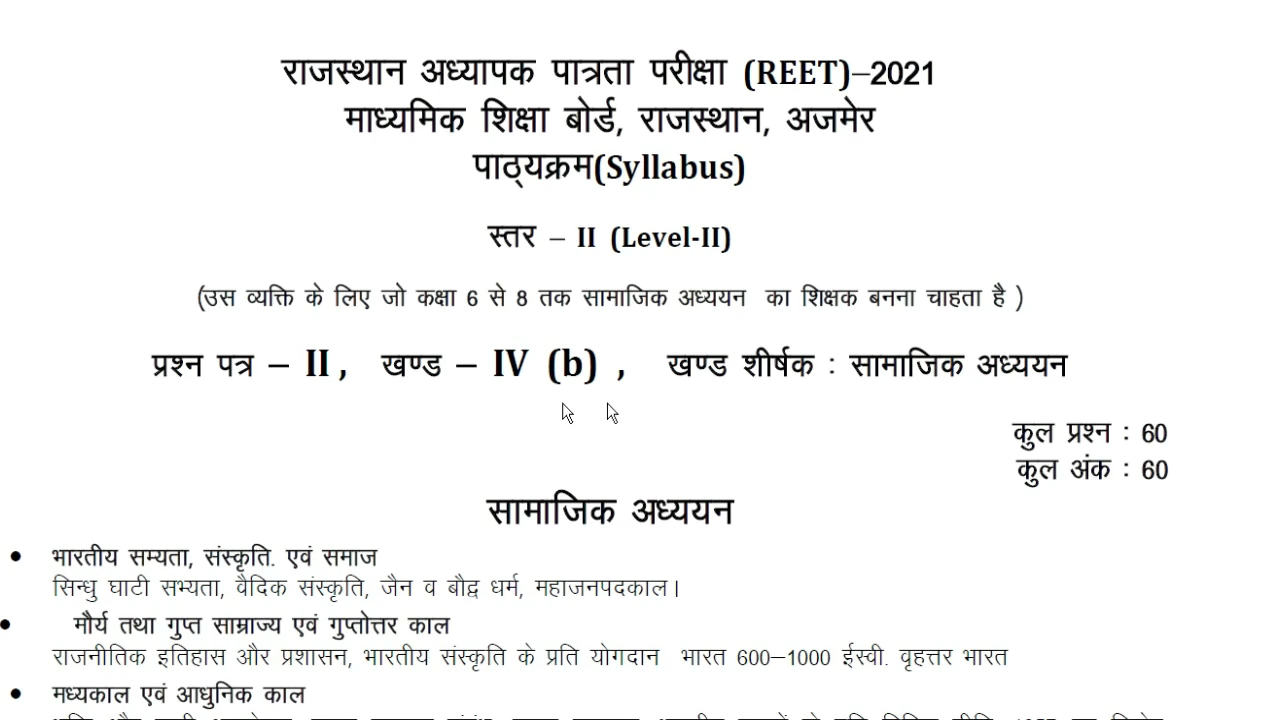 राजस्थान अध्यापक पात्रता परीक्षा (REET)–2021
माध्यमिक शिक्षा बोर्ड, राजस्थान, अजमेर
पाठ्यक्रम(Syllabus)
स्तर – II (Level-II)
(उस व्यक्ति के लिए जो कक्षा 6 से 8 तक सामाजिक अध्ययन का शिक्षक बनना चाहता है )
प्रश्न पत्र – II , खण्ड – IV (b) , खण्ड शीर्षक : सामाजिक अध्ययन
कुल प्रश्न : 60
कुल अंक : 60
सामाजिक अध्ययन
• भारतीय सभ्यता, संस्कृति. एवं समाज
सिन्धु घाटी सभ्यता, वैदिक संस्कृति, जैन व बौद्व धर्म, महाजनपदकाल।
• मौर्य तथा गुप्त साम्राज्य एवं गुप्तोत्तर काल
राजनीतिक इतिहास और प्रशासन, भारतीय संस्कृति के प्रति योगदान भारत 600–1000 ईस्वी. वृहत्तर भारत
• मध्यकाल एवं आधुनिक काल